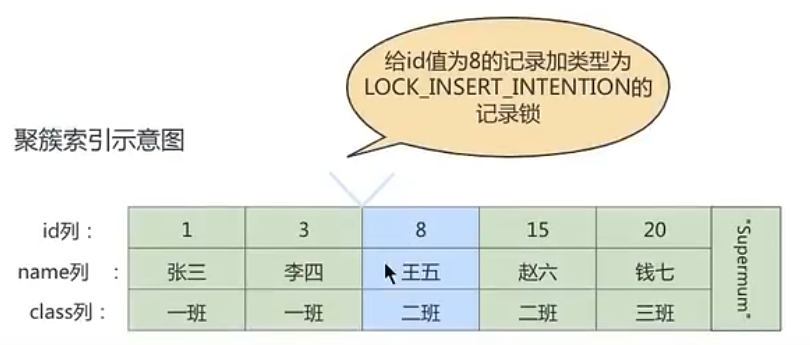 给id值为8的记录加类型为
LOCK_INSERT_INTENTION的
记录锁
聚簇索引示意图
id列： 1 3 8 15 20 "Supermum"
name列 ： 张三 李四 王五 赵六 钱七
class列： 一班 一班 二班 二班 三班